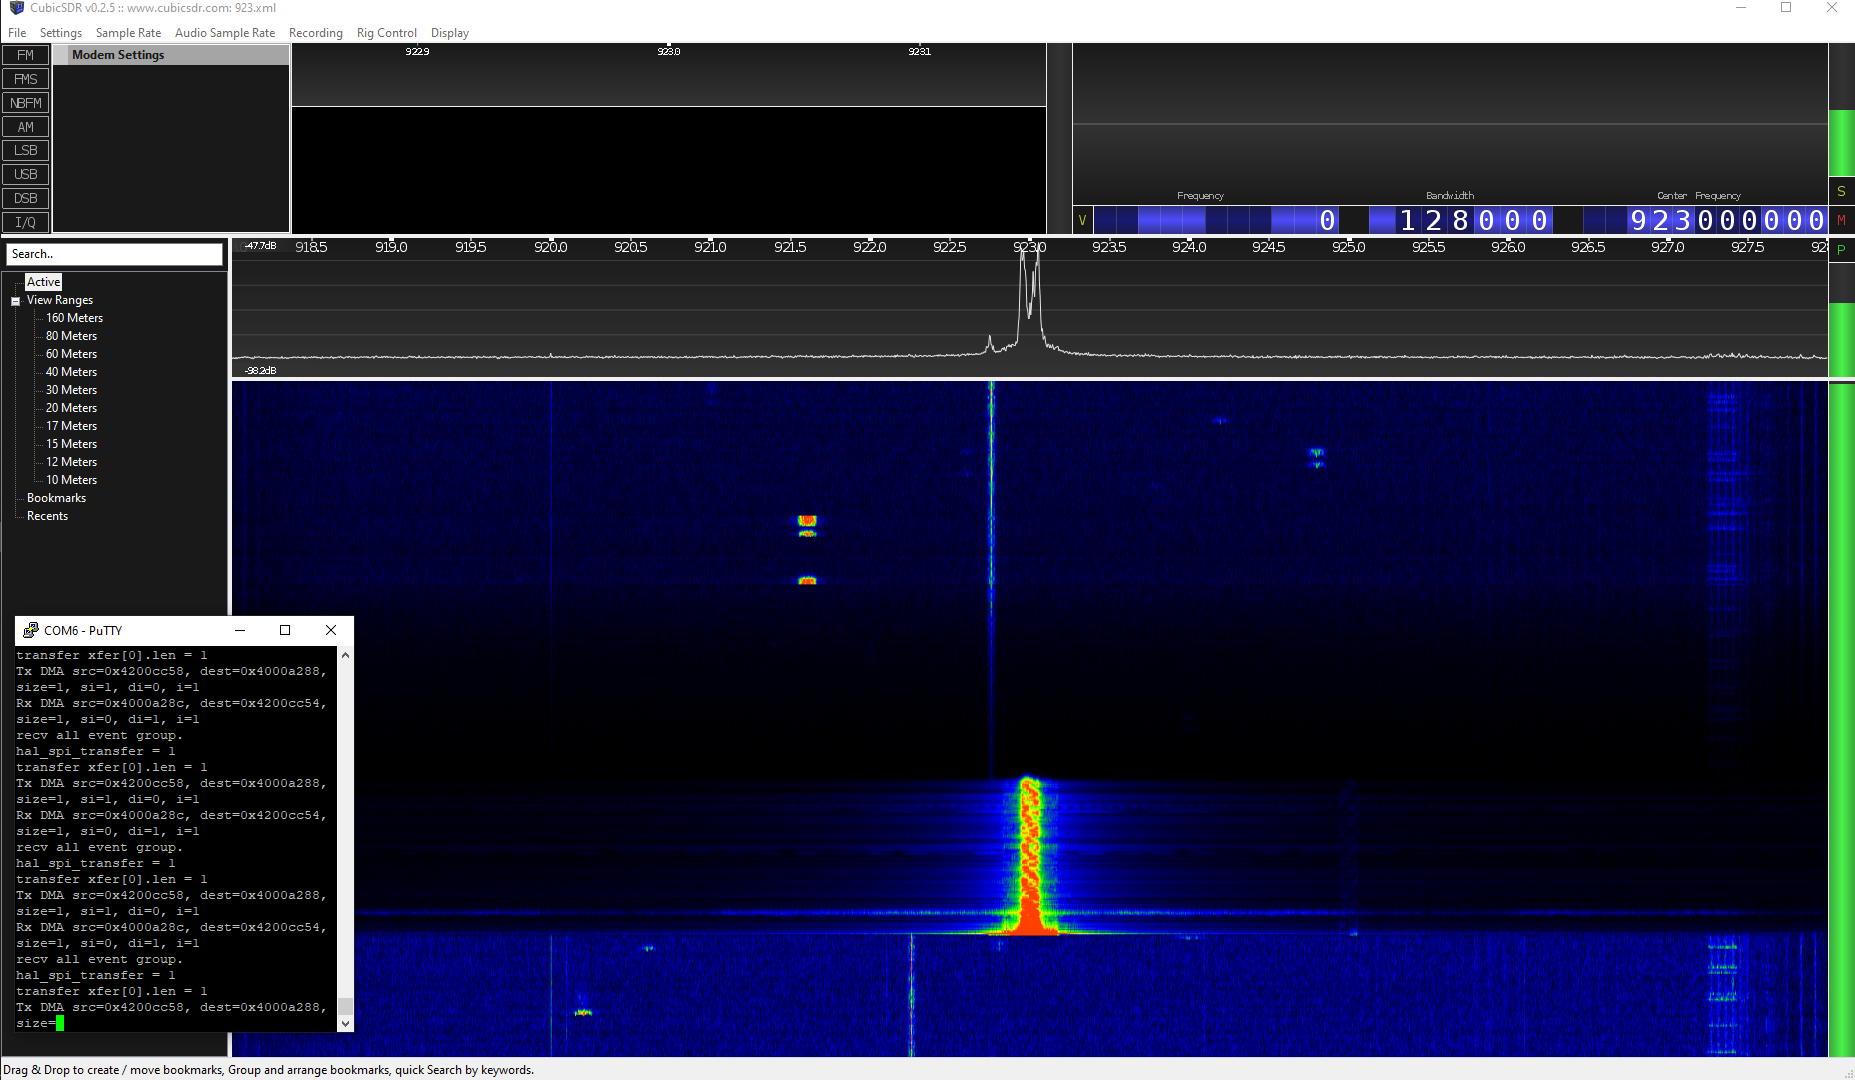 CubicSDR v0.2.5 :: www.cubicsdr.com: 923.xml
File Settings Sample Rate Audio Sample Rate Recording Rig Control Display
FM
FMS
NBFM
AM
LSB
USB
DSB
I/Q
Modem Settings
922.9 923.0 923.1
Frequency Bandwidth Center Frequency
V 0 128000 923000000
S
M
P
Search..
Active
View Ranges
160 Meters
80 Meters
60 Meters
40 Meters
30 Meters
20 Meters
17 Meters
15 Meters
12 Meters
10 Meters
Bookmarks
Recents
-47.7dB 918.5 919.0 919.5 920.0 920.5 921.0 921.5 922.0 922.5 923.0 923.5 924.0 924.5 925.0 925.5 926.0 926.5 927.0 927.5
-98.2dB
COM6 - PuTTY
transfer xfer[0].len = 1
Tx DMA src=0x4200cc58, dest=0x4000a288,
size=1, si=1, di=0, i=1
Rx DMA src=0x4000a28c, dest=0x4200cc54,
size=1, si=0, di=1, i=1
recv all event group.
hal_spi_transfer = 1
transfer xfer[0].len = 1
Tx DMA src=0x4200cc58, dest=0x4000a288,
size=1, si=1, di=0, i=1
Rx DMA src=0x4000a28c, dest=0x4200cc54,
size=1, si=0, di=1, i=1
recv all event group.
hal_spi_transfer = 1
transfer xfer[0].len = 1
Tx DMA src=0x4200cc58, dest=0x4000a288,
size=1, si=1, di=0, i=1
Rx DMA src=0x4000a28c, dest=0x4200cc54,
size=1, si=0, di=1, i=1
recv all event group.
hal_spi_transfer = 1
transfer xfer[0].len = 1
Tx DMA src=0x4200cc58, dest=0x4000a288,
size=
Drag & Drop to create / move bookmarks, Group and arrange bookmarks, quick Search by keywords.